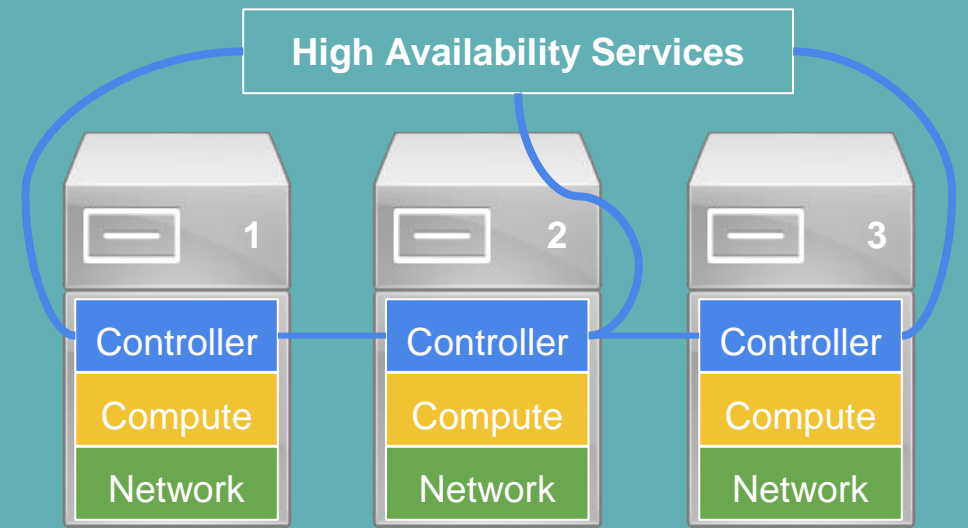 High Availability Services
1
2
3
Controller
Controller
Controller
Compute
Compute
Compute
Network
Network
Network